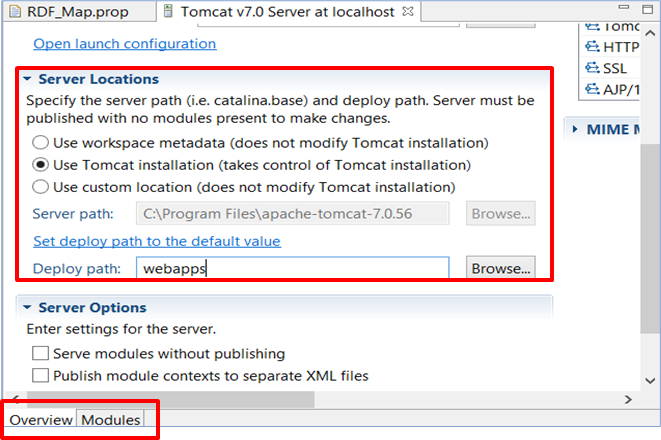 RDF_Map.prop
Tomcat v7.0 Server at localhost
Open launch configuration
Server Locations
Specify the server path (i.e. catalina.base) and deploy path. Server must be
published with no modules present to make changes.
Use workspace metadata (does not modify Tomcat installation)
Use Tomcat installation (takes control of Tomcat installation)
Use custom location (does not modify Tomcat installation)
Server path: C:\Program Files\apache-tomcat-7.0.56 Browse...
Set deploy path to the default value
Deploy path: webapps Browse...
Server Options
Enter settings for the server.
Serve modules without publishing
Publish module contexts to separate XML files
Overview Modules
Tomc
HTTP
SSL
AJP/1
MIME M